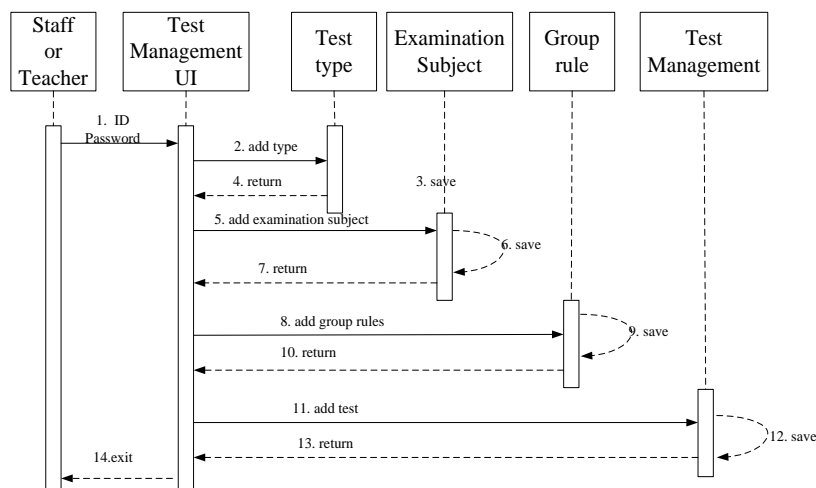 Staff
or
Teacher
Test
Management
UI
Test
type
Examination
Subject
Group
rule
Test
Management
1. ID
Password
2. add type
4. return
3. save
5. add examination subject
6. save
7. return
8. add group rules
9. save
10. return
11. add test
12. save
13. return
14.exit